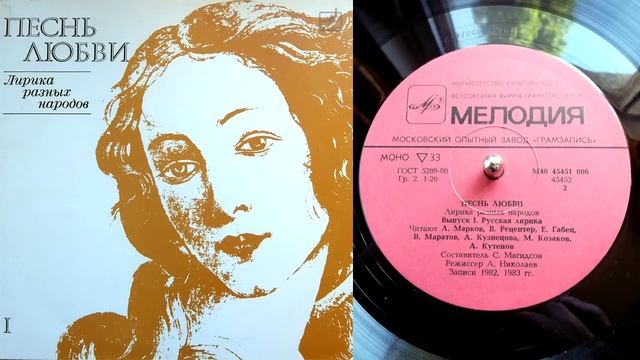 ПЕСНЬ
ЛЮБВИ
Лирика
разных
народов
I
МИНИСТЕРСТВО КУЛЬТУРЫ СССР
ВСЕСОЮЗНАЯ ФИРМА ГРАМПЛАСТИНОК
МЕЛОДИЯ
МОСКОВСКИЙ ОПЫТНЫЙ ЗАВОД «ГРАМЗАПИСЬ»
МОНО ▽ 33
ГОСТ 5289-80
Гр. 2. 1-20
М40 45451 006
45452
2
ПЕСНЬ ЛЮБВИ
Лирика разных народов
Выпуск I. Русская лирика
Читают Л. Марков, В. Рецептер, Е. Габец,
В. Маратов, А. Кузнецова, М. Козаков,
А. Кутепов
Составитель С. Магидсон
Режиссер А. Николаев
Записи 1982, 1983 гг.